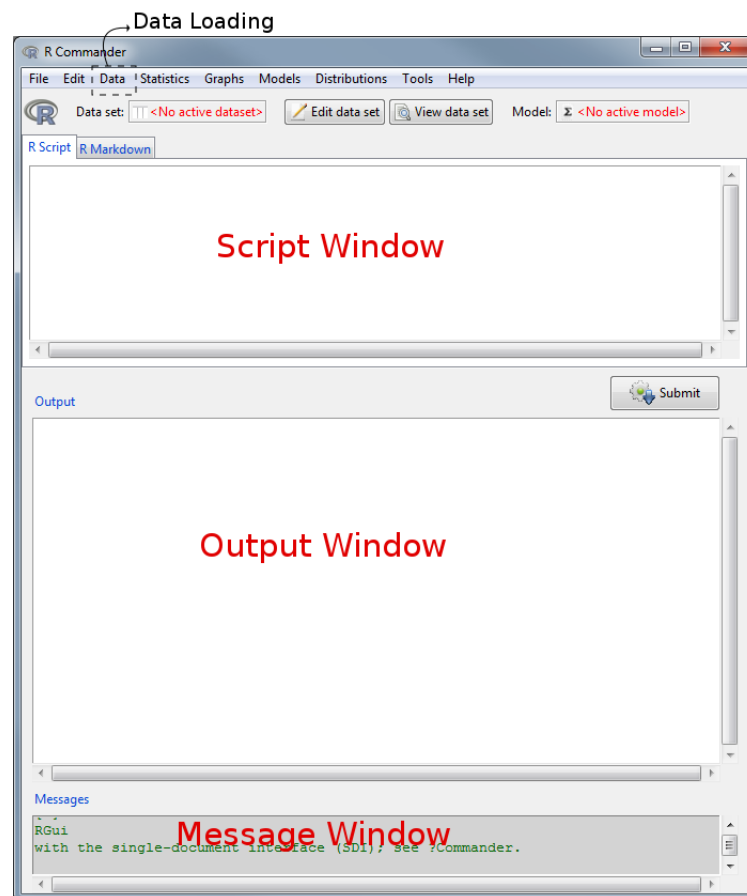 Data Loading
R Commander
File Edit Data Statistics Graphs Models Distributions Tools Help
R Data set: <No active dataset> Edit data set View data set Model: Σ <No active model>
R Script R Markdown
Script Window
Submit
Output
Output Window
Messages
RGui
Message Window
with the single-document interface (SDI); see ?Commander.